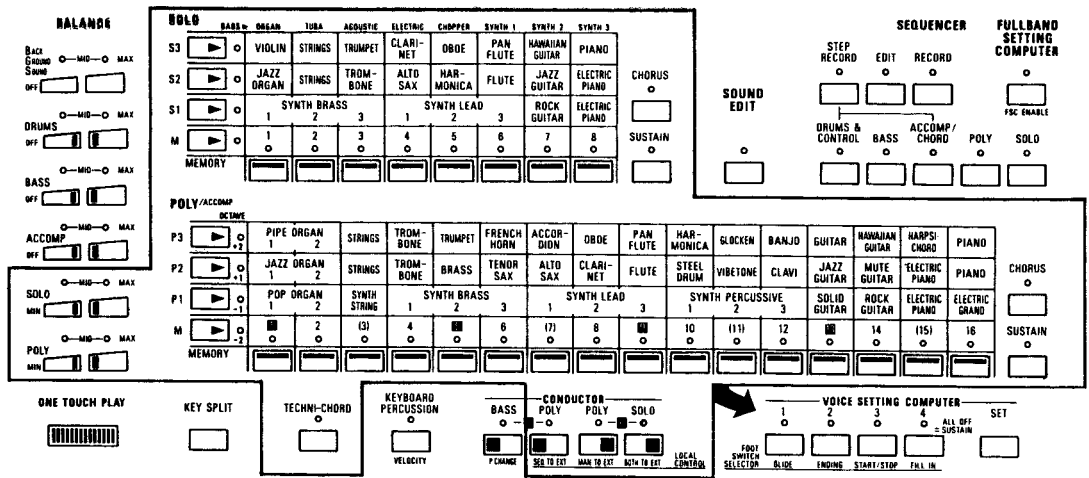 BALANCE
BACK GROUND SOUND
OFF MID MAX
DRUMS
OFF MID MAX
BASS
OFF MID MAX
ACCOMP
OFF MID MAX
SOLO
MIN MID MAX
POLY
MIN MID MAX
SOLO
BASS ORGAN TUBA ACOUSTIC ELECTRIC CHOPPER SYNTH 1 SYNTH 2 SYNTH 3
S3 VIOLIN STRINGS TRUMPET CLARI-NET OBOE PAN FLUTE HAWAIIAN GUITAR PIANO
S2 JAZZ ORGAN STRINGS TROM-BONE ALTO SAX HAR-MONICA FLUTE JAZZ GUITAR ELECTRIC PIANO
S1 SYNTH BRASS 1 2 3 SYNTH LEAD 1 2 3 ROCK GUITAR ELECTRIC PIANO
M 1 2 3 4 5 6 7 8
MEMORY
CHORUS
SUSTAIN
SOUND EDIT
SEQUENCER
STEP RECORD EDIT RECORD
DRUMS & CONTROL BASS ACCOMP/CHORD POLY SOLO
FULLBAND SETTING COMPUTER
FSC ENABLE
POLY/ACCOMP
OCTAVE
P3 +2 PIPE ORGAN 1 2 STRINGS TROM-BONE TRUMPET FRENCH HORN ACCOR-DION OBOE PAN FLUTE HAR-MONICA GLOCKEN BANJO GUITAR HAWAIIAN GUITAR HARPSI-CHORD PIANO
P2 +1 JAZZ ORGAN 1 2 STRINGS TROM-BONE BRASS TENOR SAX ALTO SAX CLARI-NET FLUTE STEEL DRUM VIBETONE CLAVI JAZZ GUITAR MUTE GUITAR ELECTRIC PIANO PIANO
P1 -1 POP ORGAN 1 2 SYNTH STRING SYNTH BRASS 1 2 3 SYNTH LEAD 1 2 3 SYNTH PERCUSSIVE 1 2 3 SOLID GUITAR ROCK GUITAR ELECTRIC PIANO ELECTRIC GRAND
M -2 2 (3) 4 6 (7) 8 10 (11) 12 14 (15) 16
MEMORY
CHORUS
SUSTAIN
ONE TOUCH PLAY
KEY SPLIT
TECHNI-CHORD
KEYBOARD PERCUSSION
VELOCITY
CONDUCTOR
BASS POLY POLY SOLO
P.CHANGE SEQ TO EXT MAN TO EXT BOTH TO EXT LOCAL CONTROL
VOICE SETTING COMPUTER
1 2 3 4 ALL OFF = SUSTAIN SET
FOOT SWITCH SELECTOR GLIDE ENDING START/STOP FILL IN